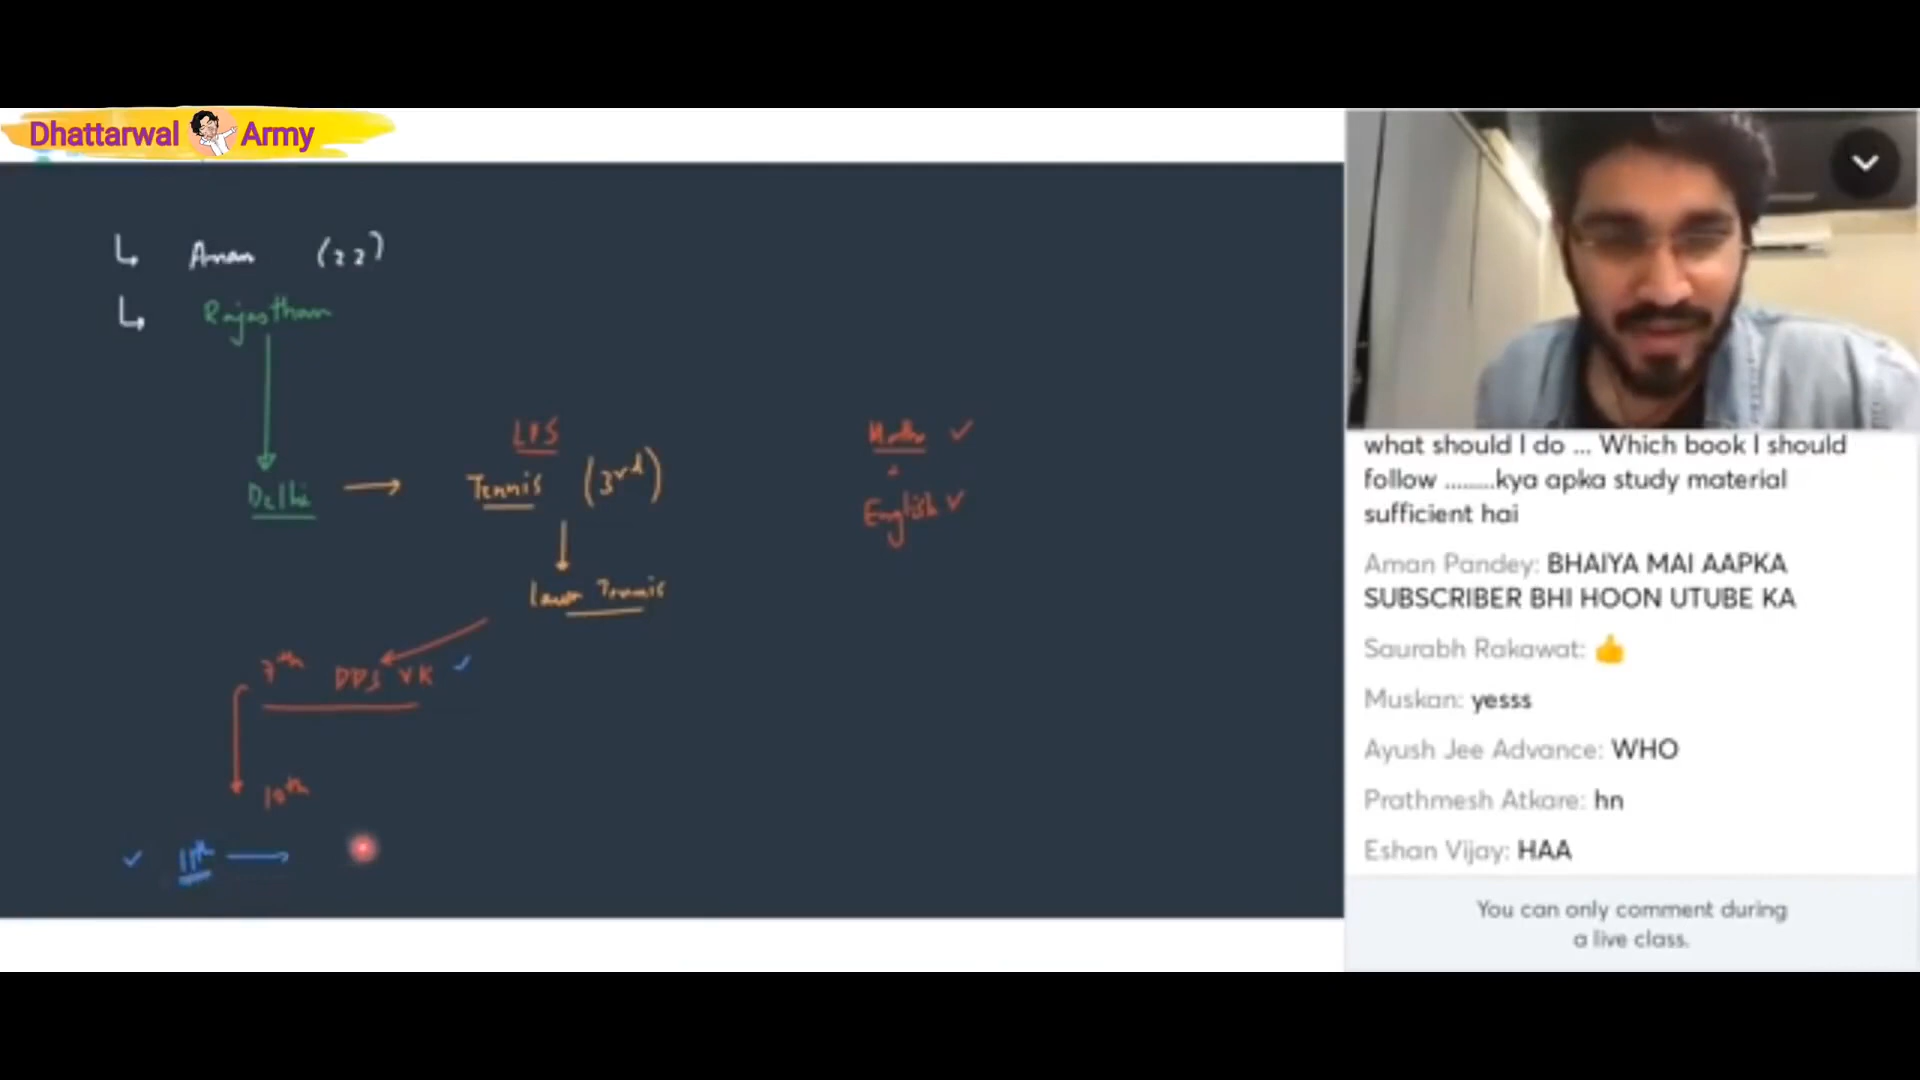 Dhattarwal Army
Aman (22)
Rajasthan
LPS
Maths
+
English
Delhi
Tennis (3rd)
Lawn Tennis
7th DPS VK
10th
11th
what should I do ... Which book I should
follow .........kya apka study material
sufficient hai
Aman Pandey: BHAIYA MAI AAPKA
SUBSCRIBER BHI HOON UTUBE KA
Saurabh Rakawat: 👍
Muskan: yesss
Ayush Jee Advance: WHO
Prathmesh Atkare: hn
Eshan Vijay: HAA
You can only comment during
a live class.